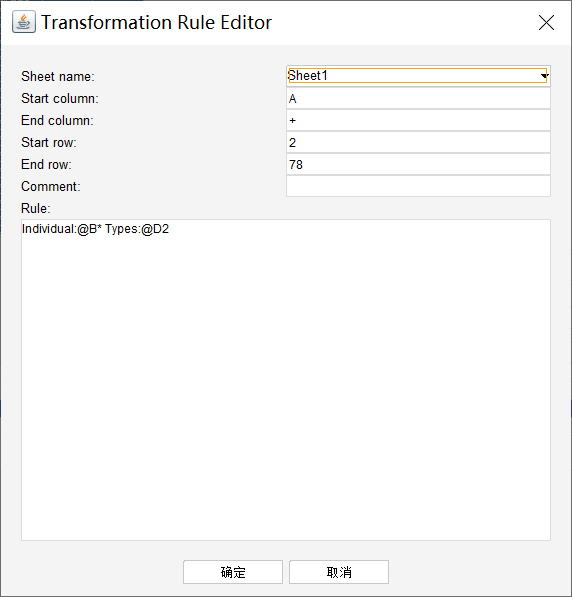 Transformation Rule Editor
Sheet name: Sheet1
Start column: A
End column: +
Start row: 2
End row: 78
Comment:
Rule:
Individual:@B* Types:@D2
确定 取消